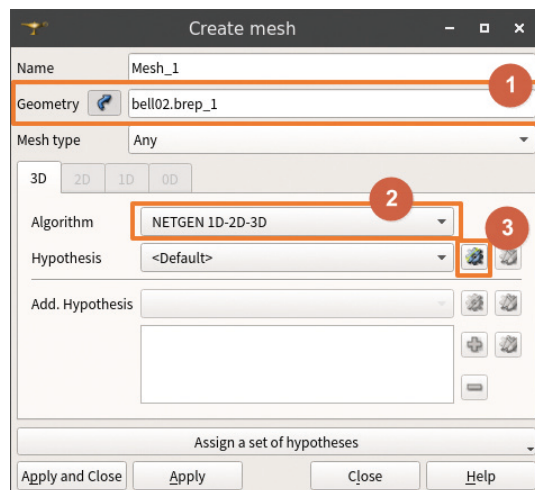 Create mesh
Name Mesh_1
1
Geometry bell02.brep_1
Mesh type Any
3D 2D 1D 0D
2
Algorithm NETGEN 1D-2D-3D
3
Hypothesis <Default>
Add. Hypothesis
Assign a set of hypotheses
Apply and Close Apply Close Help